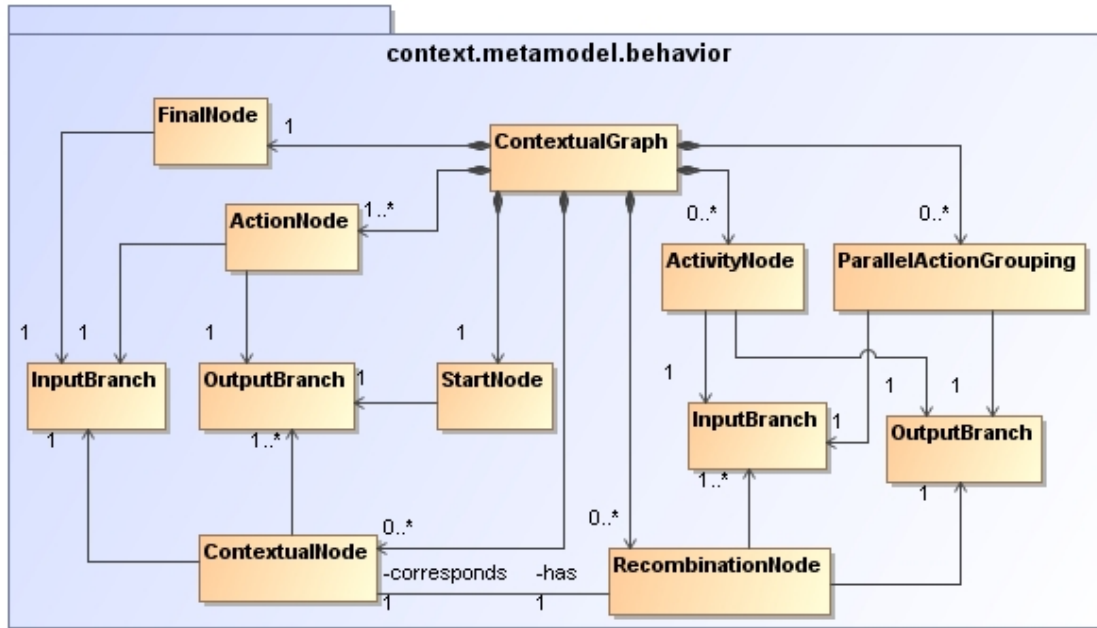 context.metamodel.behavior
FinalNode
1
ContextualGraph
ActionNode
1..*
0..*
0..*
ActivityNode
ParallelActionGrouping
1
1
1
1
InputBranch
OutputBranch
1
StartNode
1
1
1
InputBranch
1
OutputBranch
1
1..*
1..*
1
ContextualNode
0..*
0..*
RecombinationNode
-corresponds
-has
1
1